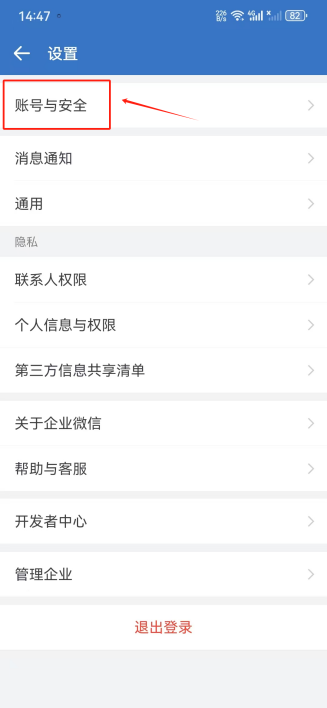 14:47
226 B/s 4G 82
设置
账号与安全
消息通知
通用
隐私
联系人权限
个人信息与权限
第三方信息共享清单
关于企业微信
帮助与客服
开发者中心
管理企业
退出登录